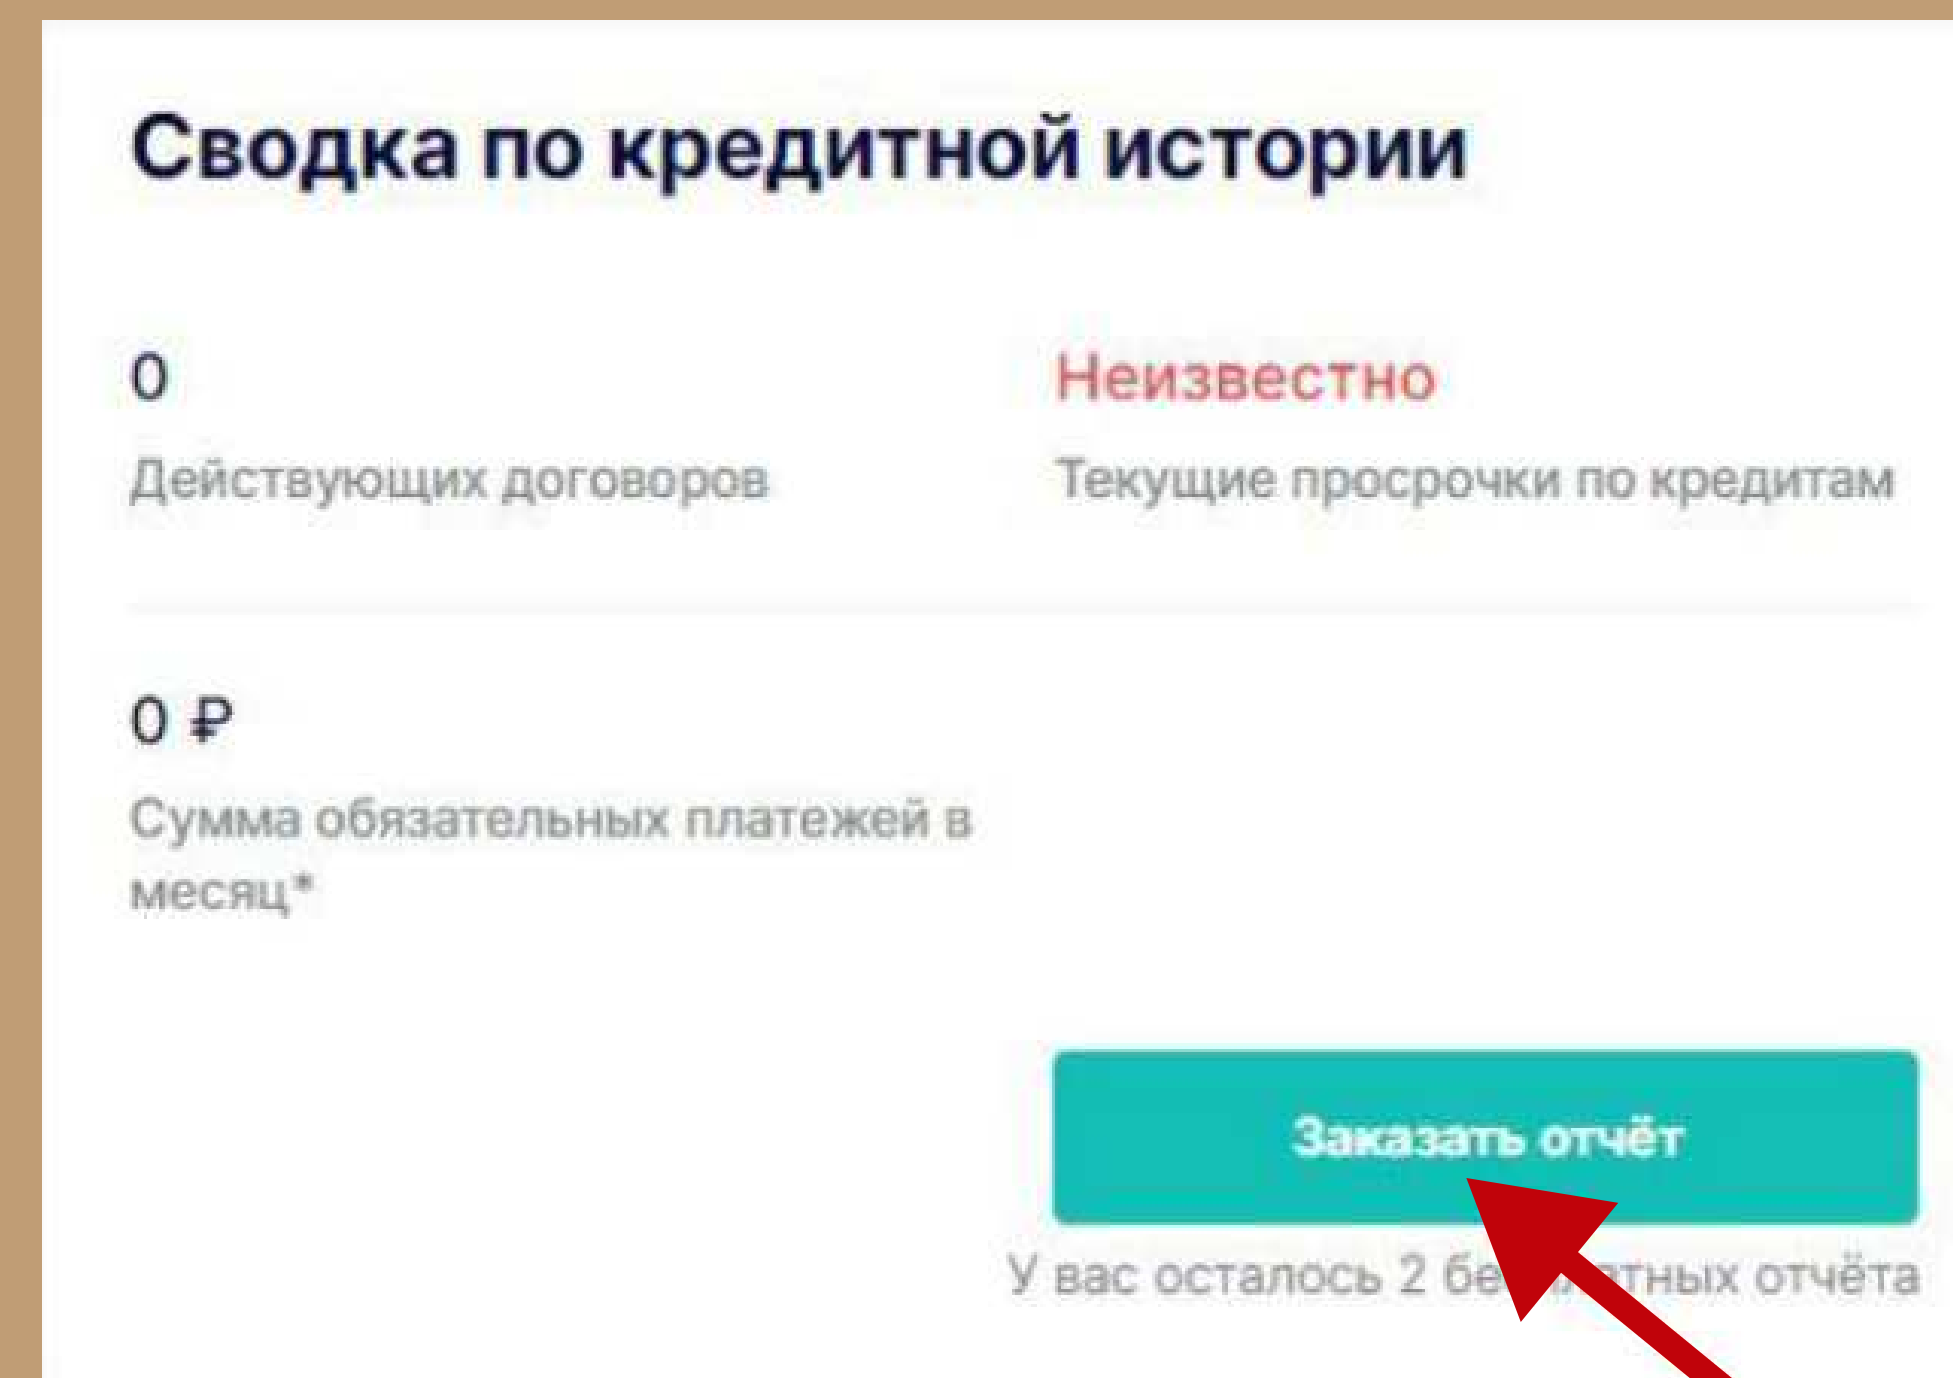 Сводка по кредитной истории
0
Действующих договоров
Неизвестно
Текущие просрочки по кредитам
0 ₽
Сумма обязательных платежей в
месяц*
Заказать отчёт
У вас осталось 2 отчёта